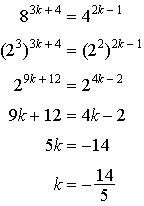 8^{3k+4} = 4^{2k−1}
(2^3)^{3k+4} = (2^2)^{2k−1}
2^{9k+12} = 2^{4k−2}
9k + 12 = 4k − 2
5k = −14
k = −\frac{14}{5}